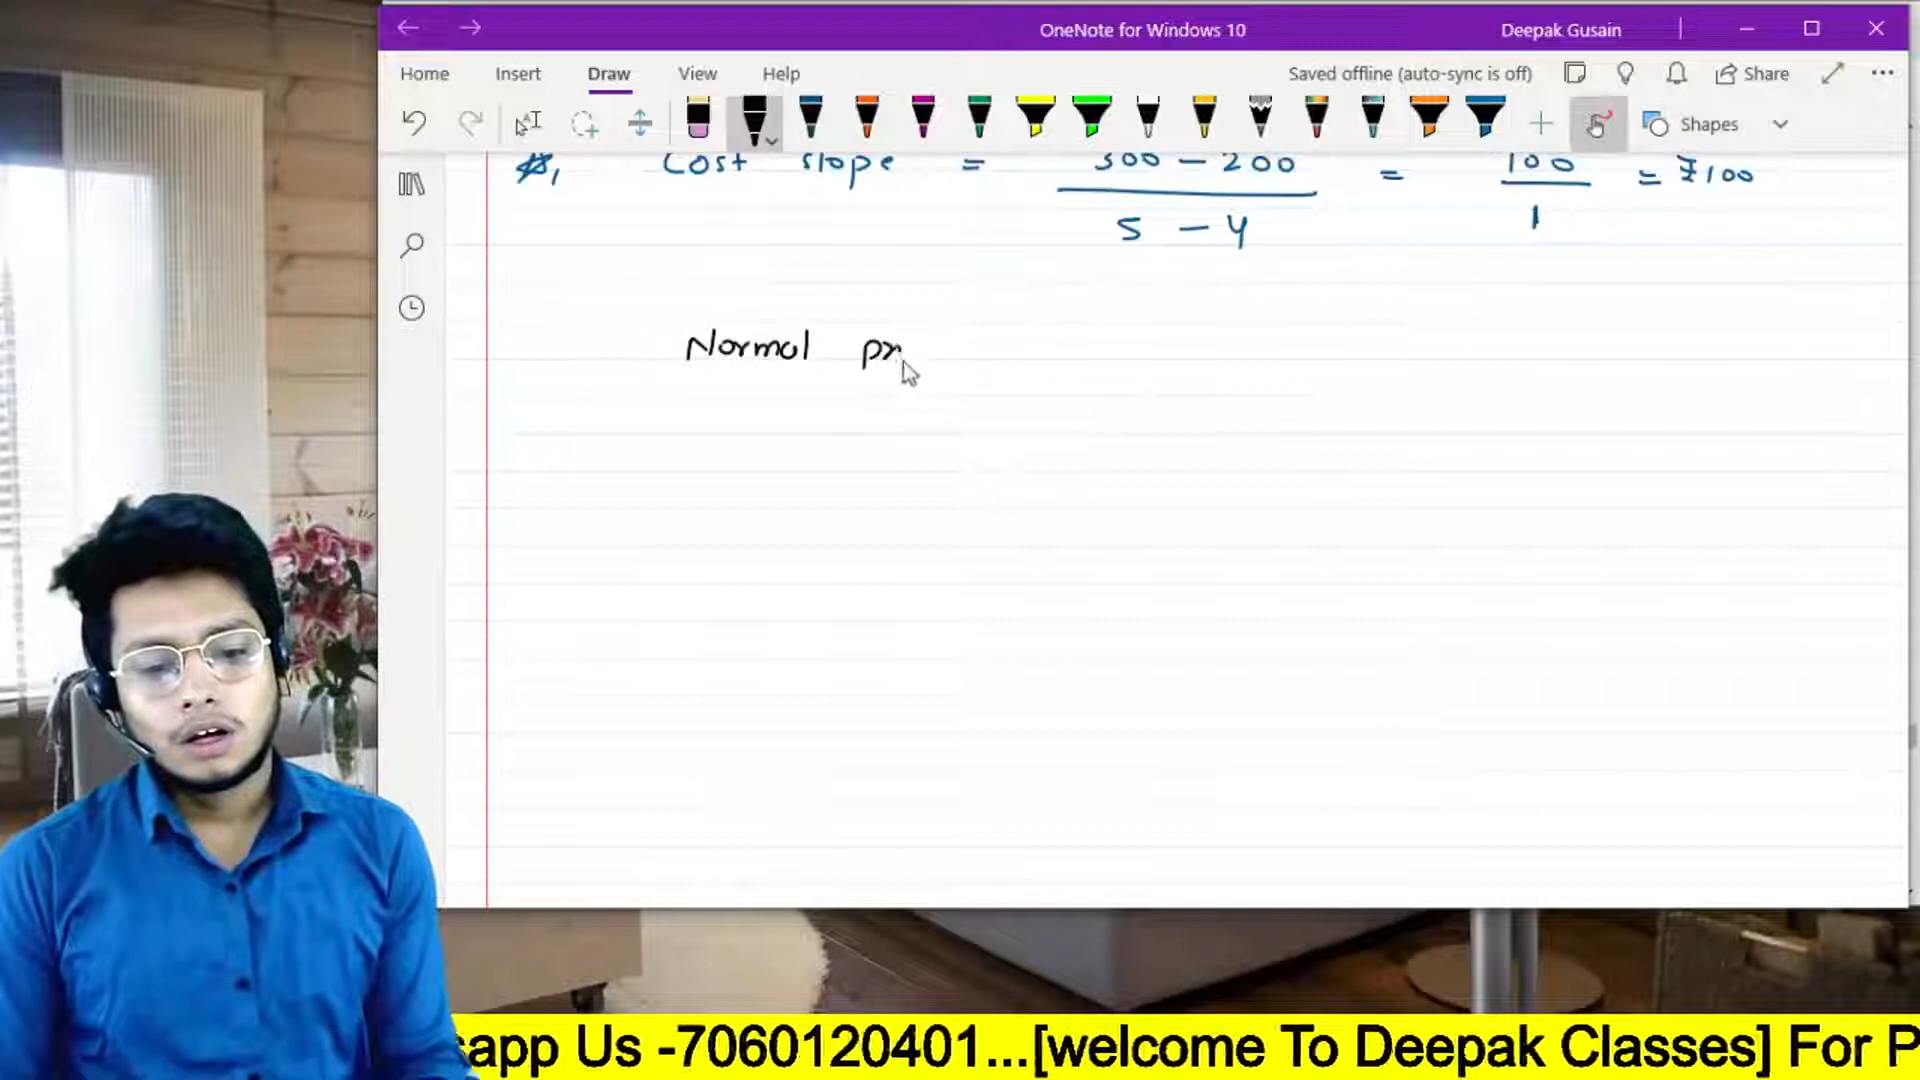 OneNote for Windows 10 Deepak Gusain
Home Insert Draw View Help Saved offline (auto-sync is off) Share
Shapes
Cost slope = 300 - 200 = 100 = ₹100
5 - 4 1
Normal pr
sapp Us -7060120401...[welcome To Deepak Classes] For P